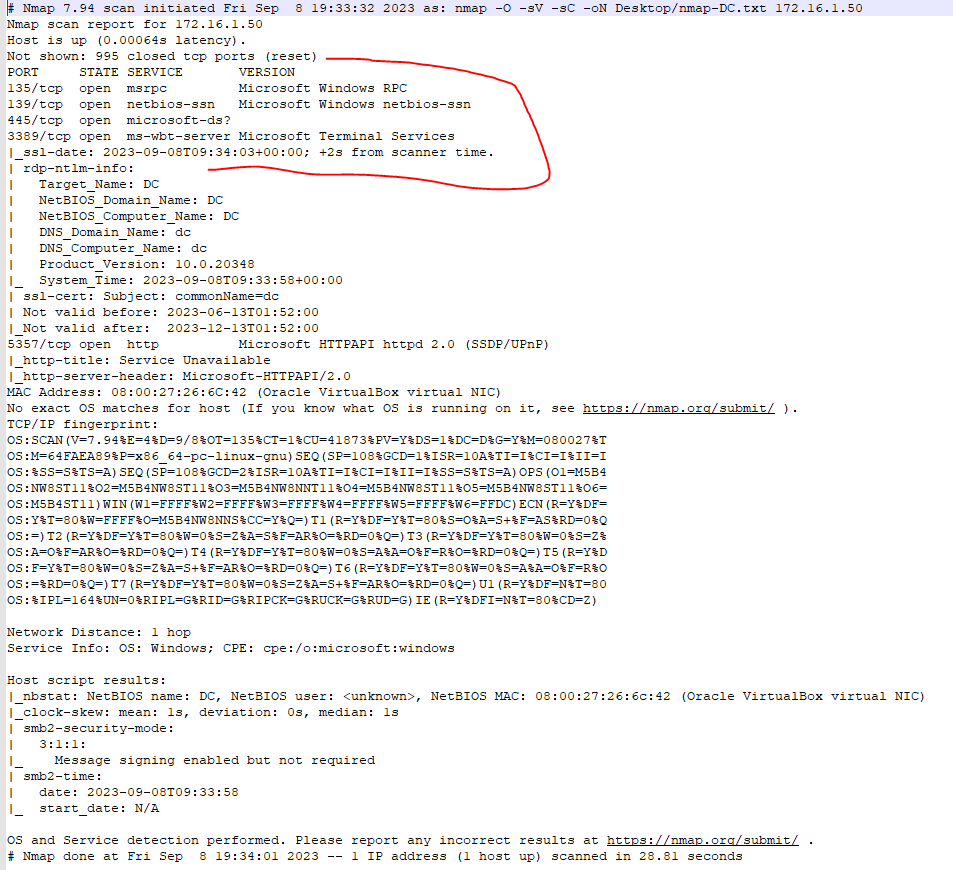 # Nmap 7.94 scan initiated Fri Sep  8 19:33:32 2023 as: nmap -O -sV -sC -oN Desktop/nmap-DC.txt 172.16.1.50
Nmap scan report for 172.16.1.50
Host is up (0.00064s latency).
Not shown: 995 closed tcp ports (reset)
PORT     STATE SERVICE       VERSION
135/tcp  open  msrpc         Microsoft Windows RPC
139/tcp  open  netbios-ssn   Microsoft Windows netbios-ssn
445/tcp  open  microsoft-ds?
3389/tcp open  ms-wbt-server Microsoft Terminal Services
|_ssl-date: 2023-09-08T09:34:03+00:00; +2s from scanner time.
| rdp-ntlm-info:
|   Target_Name: DC
|   NetBIOS_Domain_Name: DC
|   NetBIOS_Computer_Name: DC
|   DNS_Domain_Name: dc
|   DNS_Computer_Name: dc
|   Product_Version: 10.0.20348
|_  System_Time: 2023-09-08T09:33:58+00:00
| ssl-cert: Subject: commonName=dc
| Not valid before: 2023-06-13T01:52:00
|_Not valid after:  2023-12-13T01:52:00
5357/tcp open  http          Microsoft HTTPAPI httpd 2.0 (SSDP/UPnP)
|_http-title: Service Unavailable
|_http-server-header: Microsoft-HTTPAPI/2.0
MAC Address: 08:00:27:26:6C:42 (Oracle VirtualBox virtual NIC)
No exact OS matches for host (If you know what OS is running on it, see https://nmap.org/submit/ ).
TCP/IP fingerprint:
OS:SCAN(V=7.94%E=4%D=9/8%OT=135%CT=1%CU=41873%PV=Y%DS=1%DC=D%G=Y%M=080027%T
OS:M=64FAEA89%P=x86_64-pc-linux-gnu)SEQ(SP=108%GCD=1%ISR=10A%TI=I%CI=I%II=I
OS:%SS=S%TS=A)SEQ(SP=108%GCD=2%ISR=10A%TI=I%CI=I%II=I%SS=S%TS=A)OPS(O1=M5B4
OS:NW8ST11%O2=M5B4NW8ST11%O3=M5B4NW8NNT11%O4=M5B4NW8ST11%O5=M5B4NW8ST11%O6=
OS:M5B4ST11)WIN(W1=FFFF%W2=FFFF%W3=FFFF%W4=FFFF%W5=FFFF%W6=FFDC)ECN(R=Y%DF=
OS:Y%T=80%W=FFFF%O=M5B4NW8NNS%CC=Y%Q=)T1(R=Y%DF=Y%T=80%S=O%A=S+%F=AS%RD=0%Q
OS:=)T2(R=Y%DF=Y%T=80%W=0%S=Z%A=S%F=AR%O=%RD=0%Q=)T3(R=Y%DF=Y%T=80%W=0%S=Z%
OS:A=O%F=AR%O=%RD=0%Q=)T4(R=Y%DF=Y%T=80%W=0%S=A%A=O%F=R%O=%RD=0%Q=)T5(R=Y%D
OS:F=Y%T=80%W=0%S=Z%A=S+%F=AR%O=%RD=0%Q=)T6(R=Y%DF=Y%T=80%W=0%S=A%A=O%F=R%O
OS:=%RD=0%Q=)T7(R=Y%DF=Y%T=80%W=0%S=Z%A=S+%F=AR%O=%RD=0%Q=)U1(R=Y%DF=N%T=80
OS:%IPL=164%UN=0%RIPL=G%RID=G%RIPCK=G%RUCK=G%RUD=G)IE(R=Y%DFI=N%T=80%CD=Z)
Network Distance: 1 hop
Service Info: OS: Windows; CPE: cpe:/o:microsoft:windows
Host script results:
|_nbstat: NetBIOS name: DC, NetBIOS user: <unknown>, NetBIOS MAC: 08:00:27:26:6c:42 (Oracle VirtualBox virtual NIC)
|_clock-skew: mean: 1s, deviation: 0s, median: 1s
| smb2-security-mode:
|   3:1:1:
|_    Message signing enabled but not required
| smb2-time:
|   date: 2023-09-08T09:33:58
|_  start_date: N/A
OS and Service detection performed. Please report any incorrect results at https://nmap.org/submit/ .
# Nmap done at Fri Sep  8 19:34:01 2023 -- 1 IP address (1 host up) scanned in 28.81 seconds